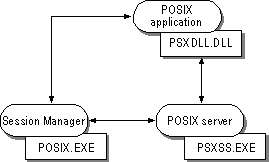 POSIX
application
PSXDLL.DLL
Session Manager
POSIX server
POSIX.EXE
PSXSS.EXE